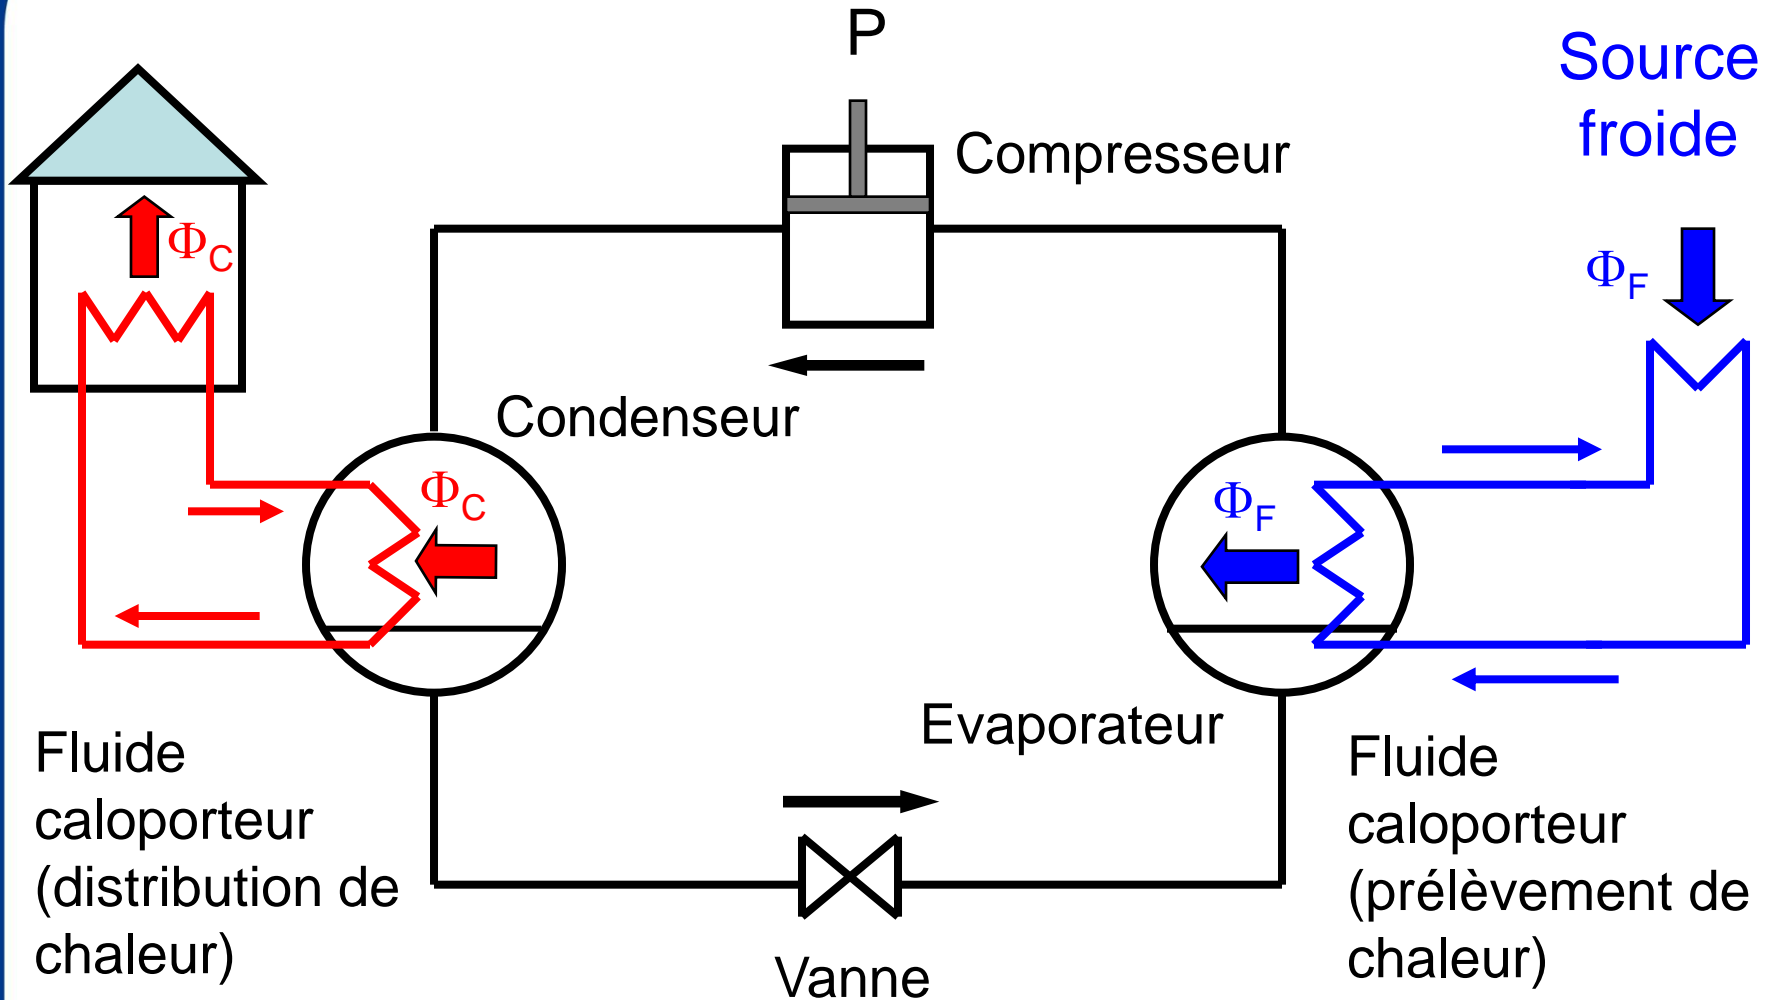 P
Source
froide
Compresseur
ΦC
ΦF
Condenseur
ΦC
ΦF
Evaporateur
Fluide
caloporteur
(distribution de
chaleur)
Fluide
caloporteur
(prélèvement de
chaleur)
Vanne